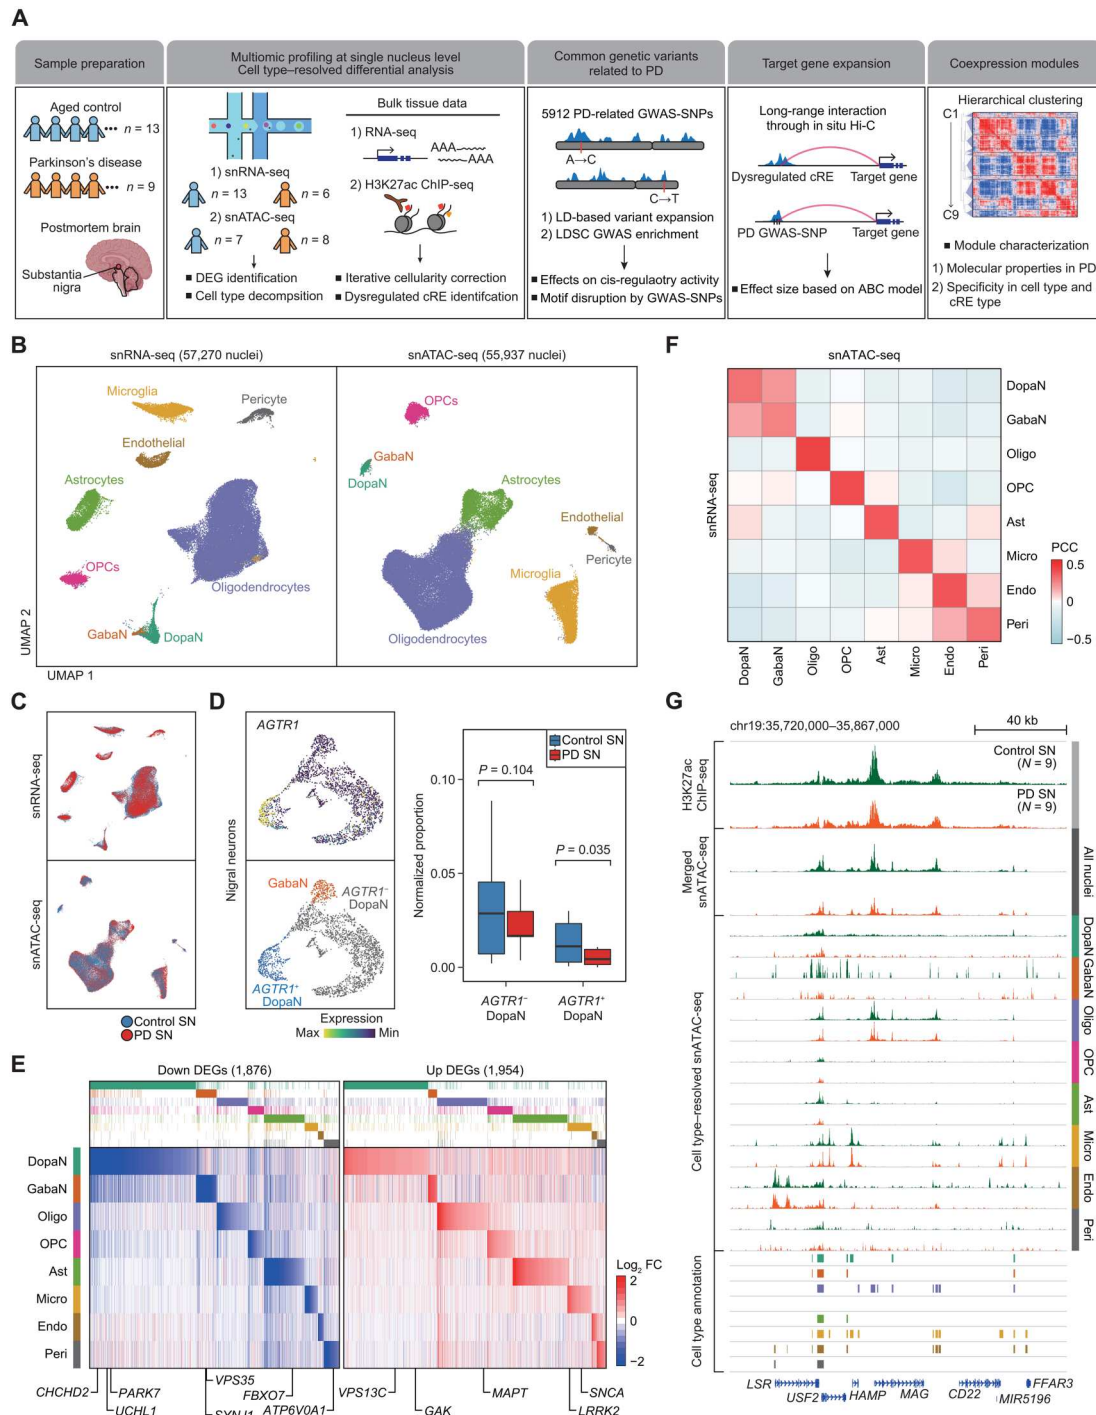 A
Sample preparation
Multiomic profiling at single nucleus level
Cell type–resolved differential analysis
Common genetic variants
related to PD
Target gene expansion
Coexpression modules
Aged control
n = 13
Parkinson's disease
n = 9
Postmortem brain
Substantia
nigra
1) snRNA-seq
n = 13
n = 6
2) snATAC-seq
n = 7
n = 8
■ DEG identification
■ Cell type decompsition
Bulk tissue data
1) RNA-seq
AAA
AAA
2) H3K27ac ChIP-seq
■ Iterative cellularity correction
■ Dysregulated cRE identifcation
5912 PD-related GWAS-SNPs
A→C
C→T
1) LD-based variant expansion
2) LDSC GWAS enrichment
■ Effects on cis-regulaotry activity
■ Motif disruption by GWAS-SNPs
Long-range interaction
through in situ Hi-C
Dysregulated cRE
Target gene
PD GWAS-SNP
Target gene
■ Effect size based on ABC model
Hierarchical clustering
C1
C9
■ Module characterization
1) Molecular properties in PD
2) Specificity in cell type and
cRE type
B
snRNA-seq (57,270 nuclei)
snATAC-seq (55,937 nuclei)
Microglia
Pericyte
Endothelial
Astrocytes
OPCs
Oligodendrocytes
GabaN
DopaN
OPCs
GabaN
DopaN
Astrocytes
Endothelial
Pericyte
Microglia
Oligodendrocytes
UMAP 2
UMAP 1
F
snATAC-seq
snRNA-seq
DopaN
GabaN
Oligo
OPC
Ast
Micro
Endo
Peri
DopaN
GabaN
Oligo
OPC
Ast
Micro
Endo
Peri
PCC
0.5
0
−0.5
C
snRNA-seq
snATAC-seq
Control SN
PD SN
D
Nigral neurons
AGTR1
GabaN
AGTR1⁻
DopaN
AGTR1⁺
DopaN
Expression
Max
Min
Control SN
PD SN
Normalized proportion
0.10
0.05
0.00
P = 0.104
P = 0.035
AGTR1⁻
DopaN
AGTR1⁺
DopaN
E
Down DEGs (1,876)
Up DEGs (1,954)
DopaN
GabaN
Oligo
OPC
Ast
Micro
Endo
Peri
Log₂ FC
2
1
0
−1
−2
CHCHD2
PARK7
UCHL1
VPS35
SYNJ1
FBXO7
ATP6V0A1
VPS13C
GAK
MAPT
SNCA
LRRK2
G
chr19:35,720,000–35,867,000
40 kb
H3K27ac
ChIP-seq
Control SN
(N = 9)
PD SN
(N = 9)
Merged
snATAC-seq
All nuclei
Cell type–resolved snATAC-seq
DopaN
GabaN
Oligo
OPC
Ast
Micro
Endo
Peri
Cell type annotation
LSR
USF2
HAMP
MAG
CD22
MIR5196
FFAR3